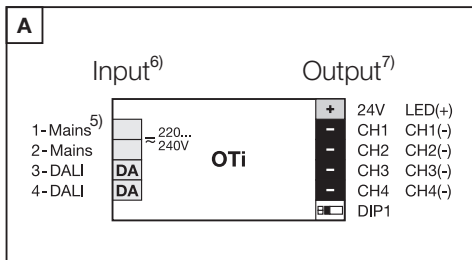 A
Input6) Output7)
+ 24V LED(+)
1-Mains5) ≂ 220... 240V - CH1 CH1(-)
2-Mains OTi - CH2 CH2(-)
3-DALI DA - CH3 CH3(-)
4-DALI DA - CH4 CH4(-)
DIP1